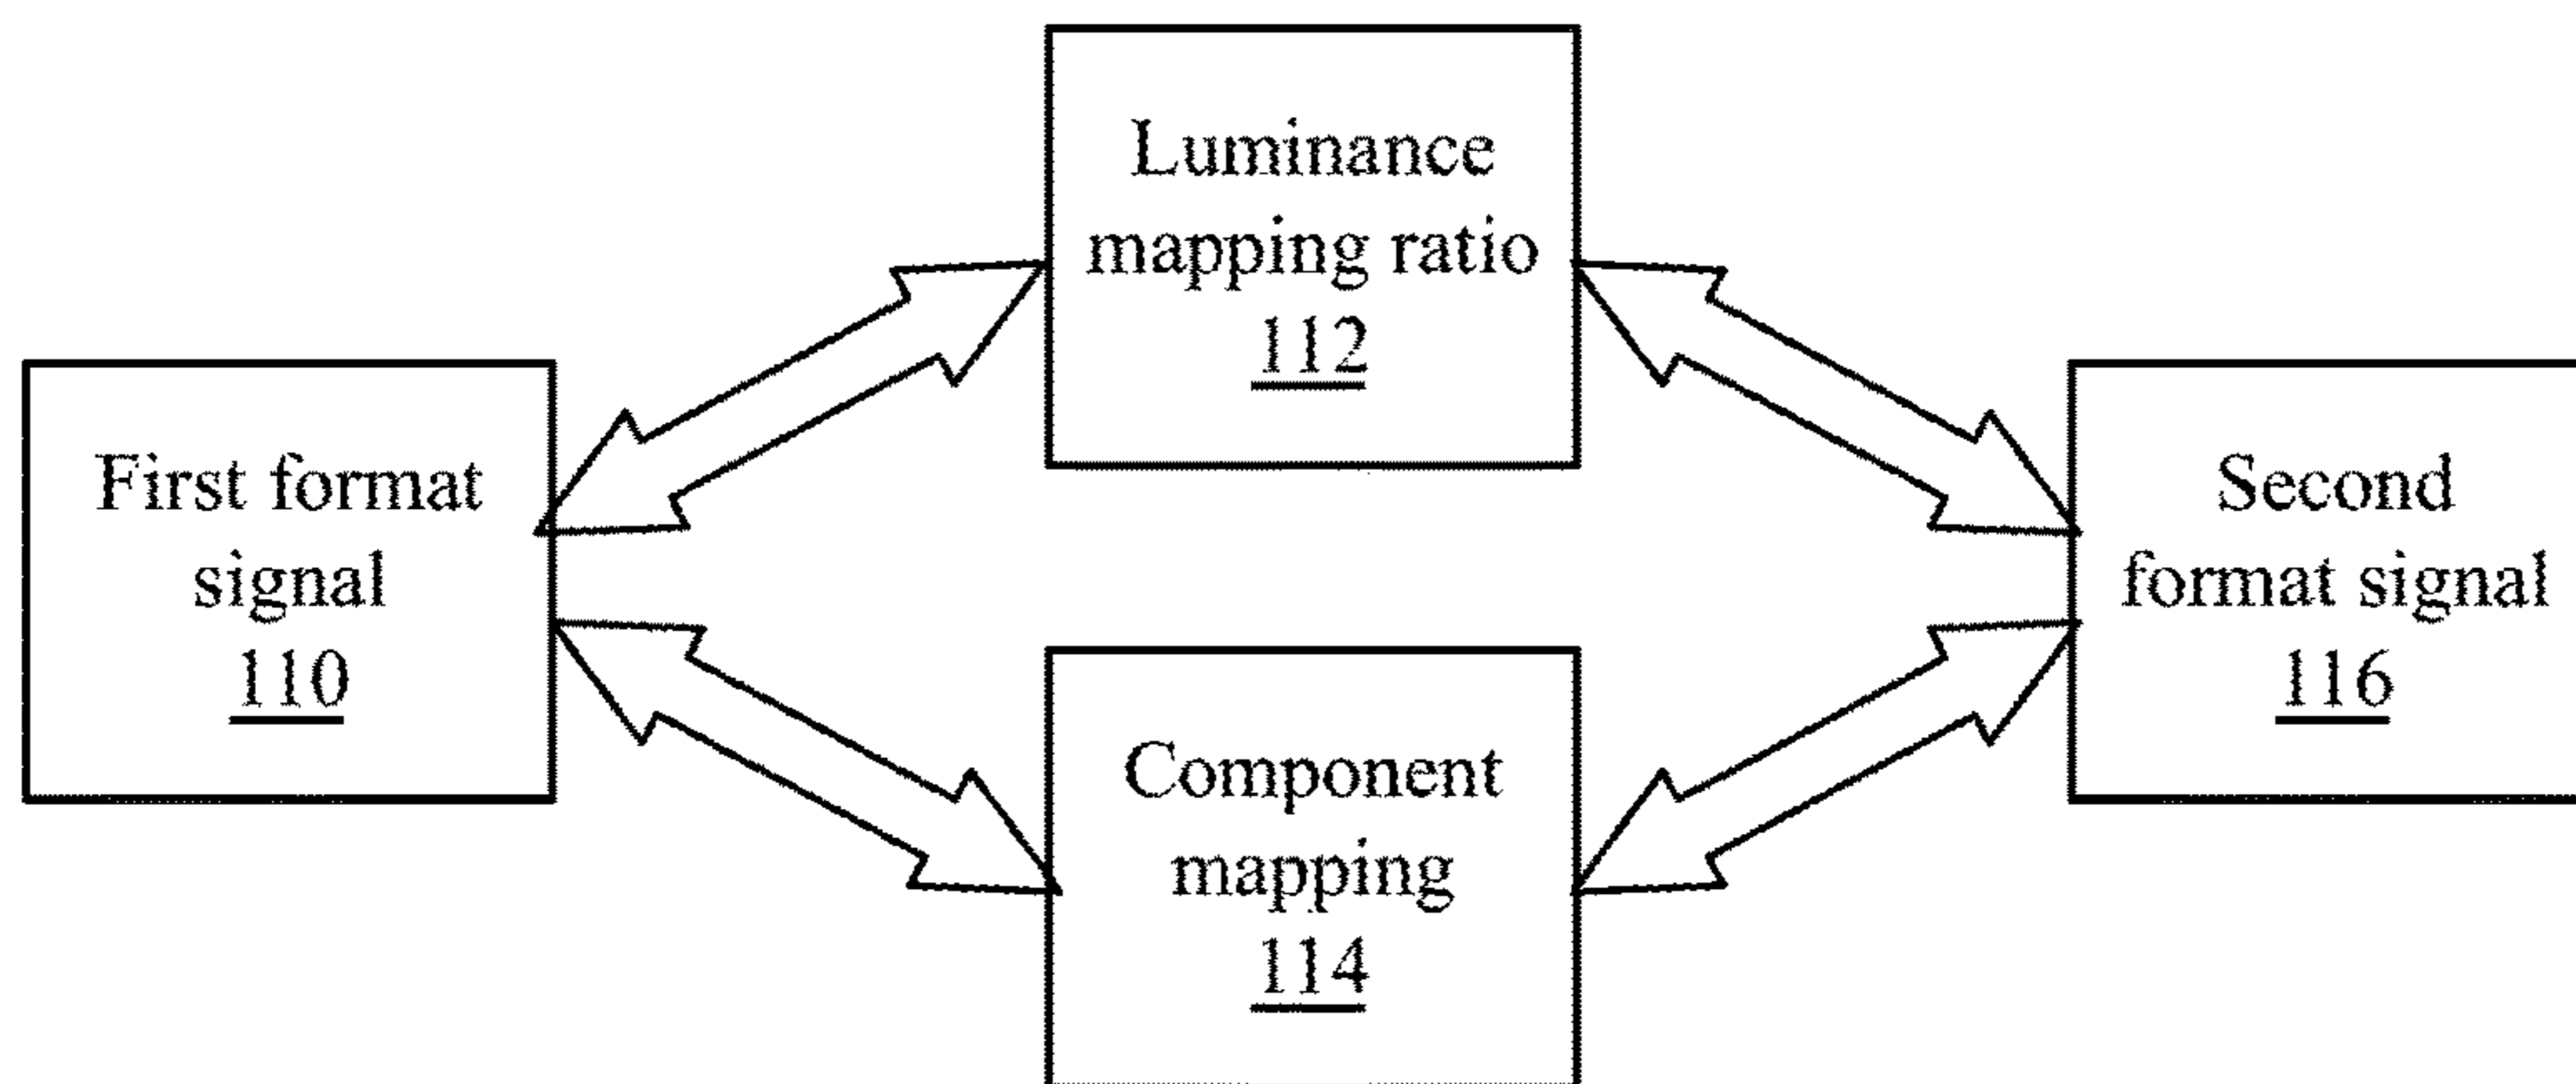 Luminance
mapping ratio
112
First format
signal
110
Second
format signal
116
Component
mapping
114